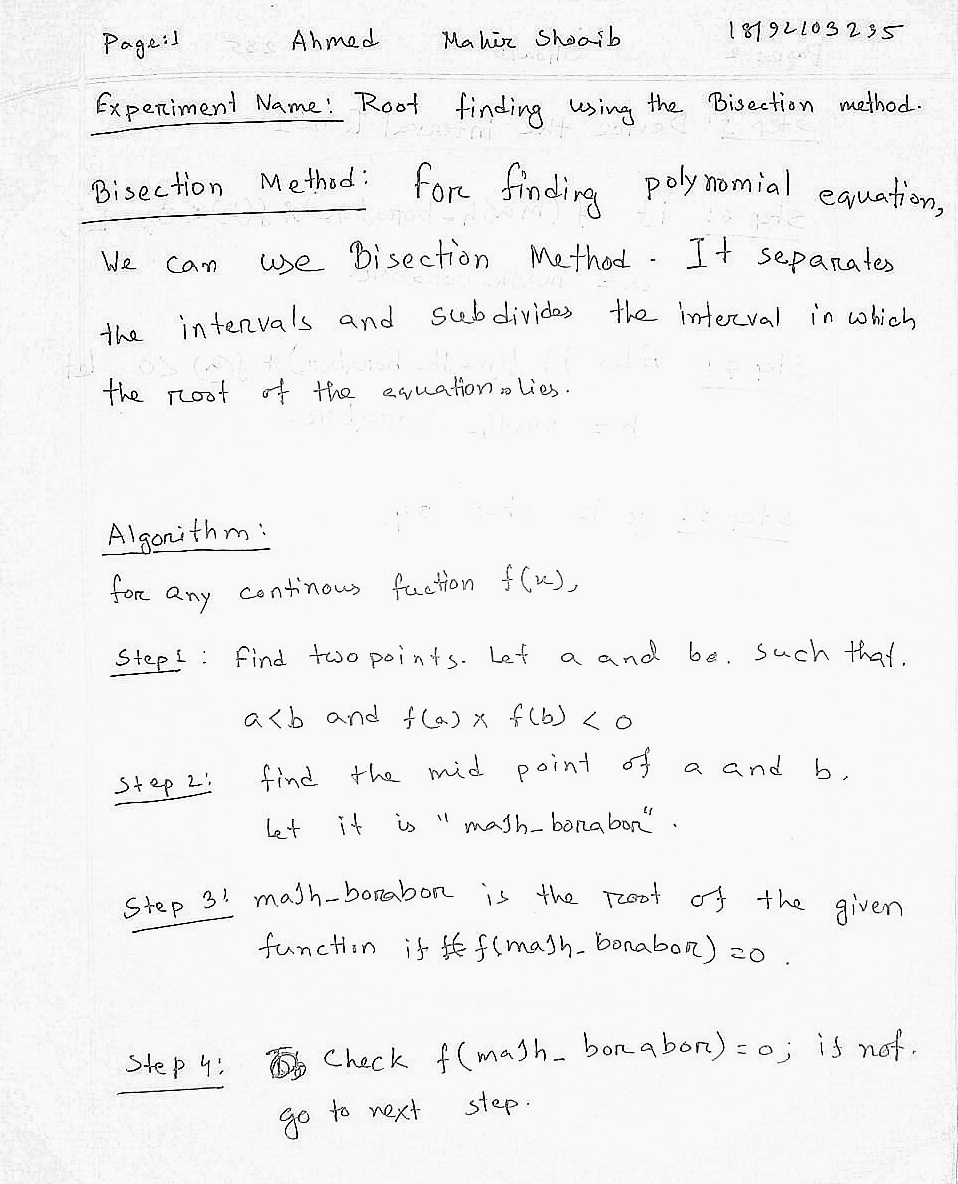 Page:1 Ahmed Mahir Shoaib 18192103235
Experiment Name: Root finding using the Bisection method.
Bisection Method: For finding polynomial equation,
We can use Bisection Method. It separates
the intervals and subdivides the interval in which
the root of the equation lies.
Algorithm:
for any continous fuction f(x),
Step 1: Find two points. Let a and be. such that.
a<b and f(a) x f(b) < 0
Step 2: find the mid point of a and b.
Let it is "majh_borabor".
Step 3: majh_borabor is the root of the given
function if f(majh_borabor) =0.
Step 4: Check f(majh_borabor) = 0; if not.
go to next step.